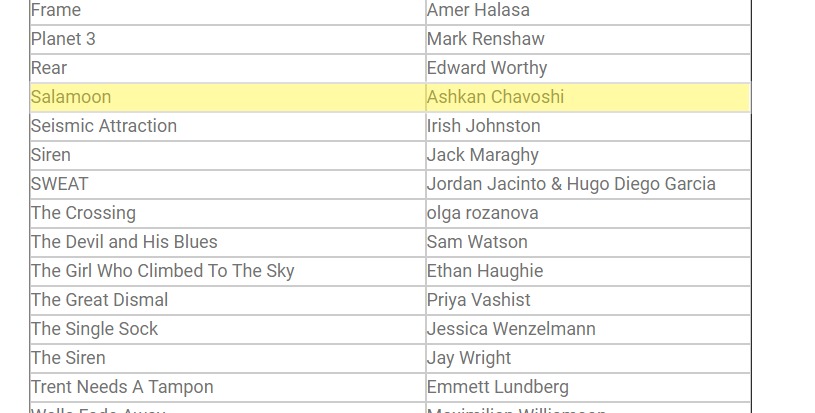 Frame Amer Halasa
Planet 3 Mark Renshaw
Rear Edward Worthy
Salamoon Ashkan Chavoshi
Seismic Attraction Irish Johnston
Siren Jack Maraghy
SWEAT Jordan Jacinto & Hugo Diego Garcia
The Crossing olga rozanova
The Devil and His Blues Sam Watson
The Girl Who Climbed To The Sky Ethan Haughie
The Great Dismal Priya Vashist
The Single Sock Jessica Wenzelmann
The Siren Jay Wright
Trent Needs A Tampon Emmett Lundberg
Fade Away Maximilian